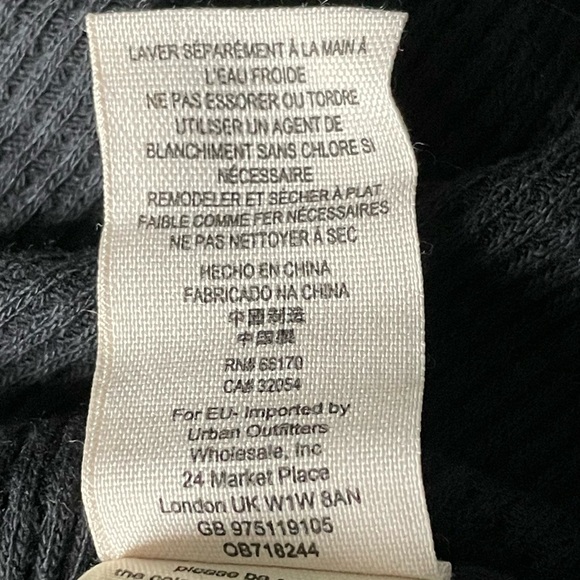 LAVER SÉPARÉMENT À LA MAIN À
L'EAU FROIDE
NE PAS ESSORER OU TORDRE
UTILISER UN AGENT DE
BLANCHIMENT SANS CHLORE SI
NÉCESSAIRE
REMODELER ET SÉCHER À PLAT
FAIBLE COMME FER NÉCESSAIRES
NE PAS NETTOYER À SEC
HECHO EN CHINA
FABRICADO NA CHINA
中國制造
中国製
RN# 66170
CA# 32054
For EU- Imported by
Urban Outfitters
Wholesale, Inc
24 Market Place
London UK W1W 8AN
GB 975119105
OB718244
please
the